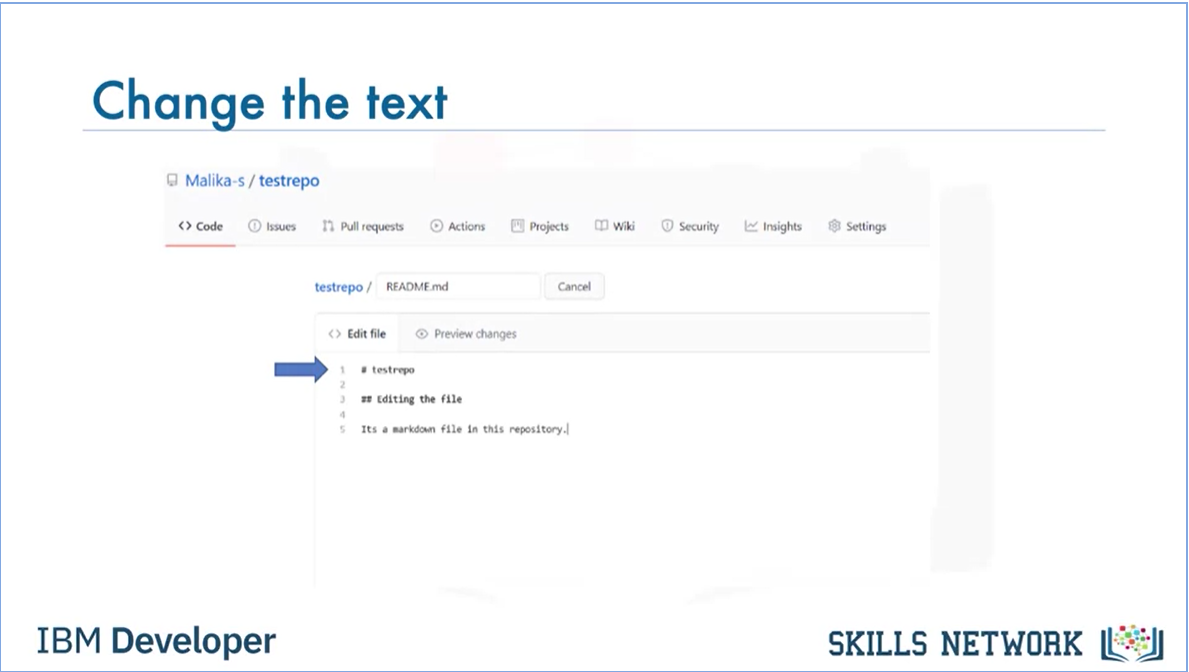 Change the text
Malika-s / testrepo
Code Issues Pull requests Actions Projects Wiki Security Insights Settings
testrepo / README.md Cancel
Edit file Preview changes
1 # testrepo
2
3 ## Editing the file
4
5 Its a markdown file in this repository.
IBM Developer
SKILLS NETWORK